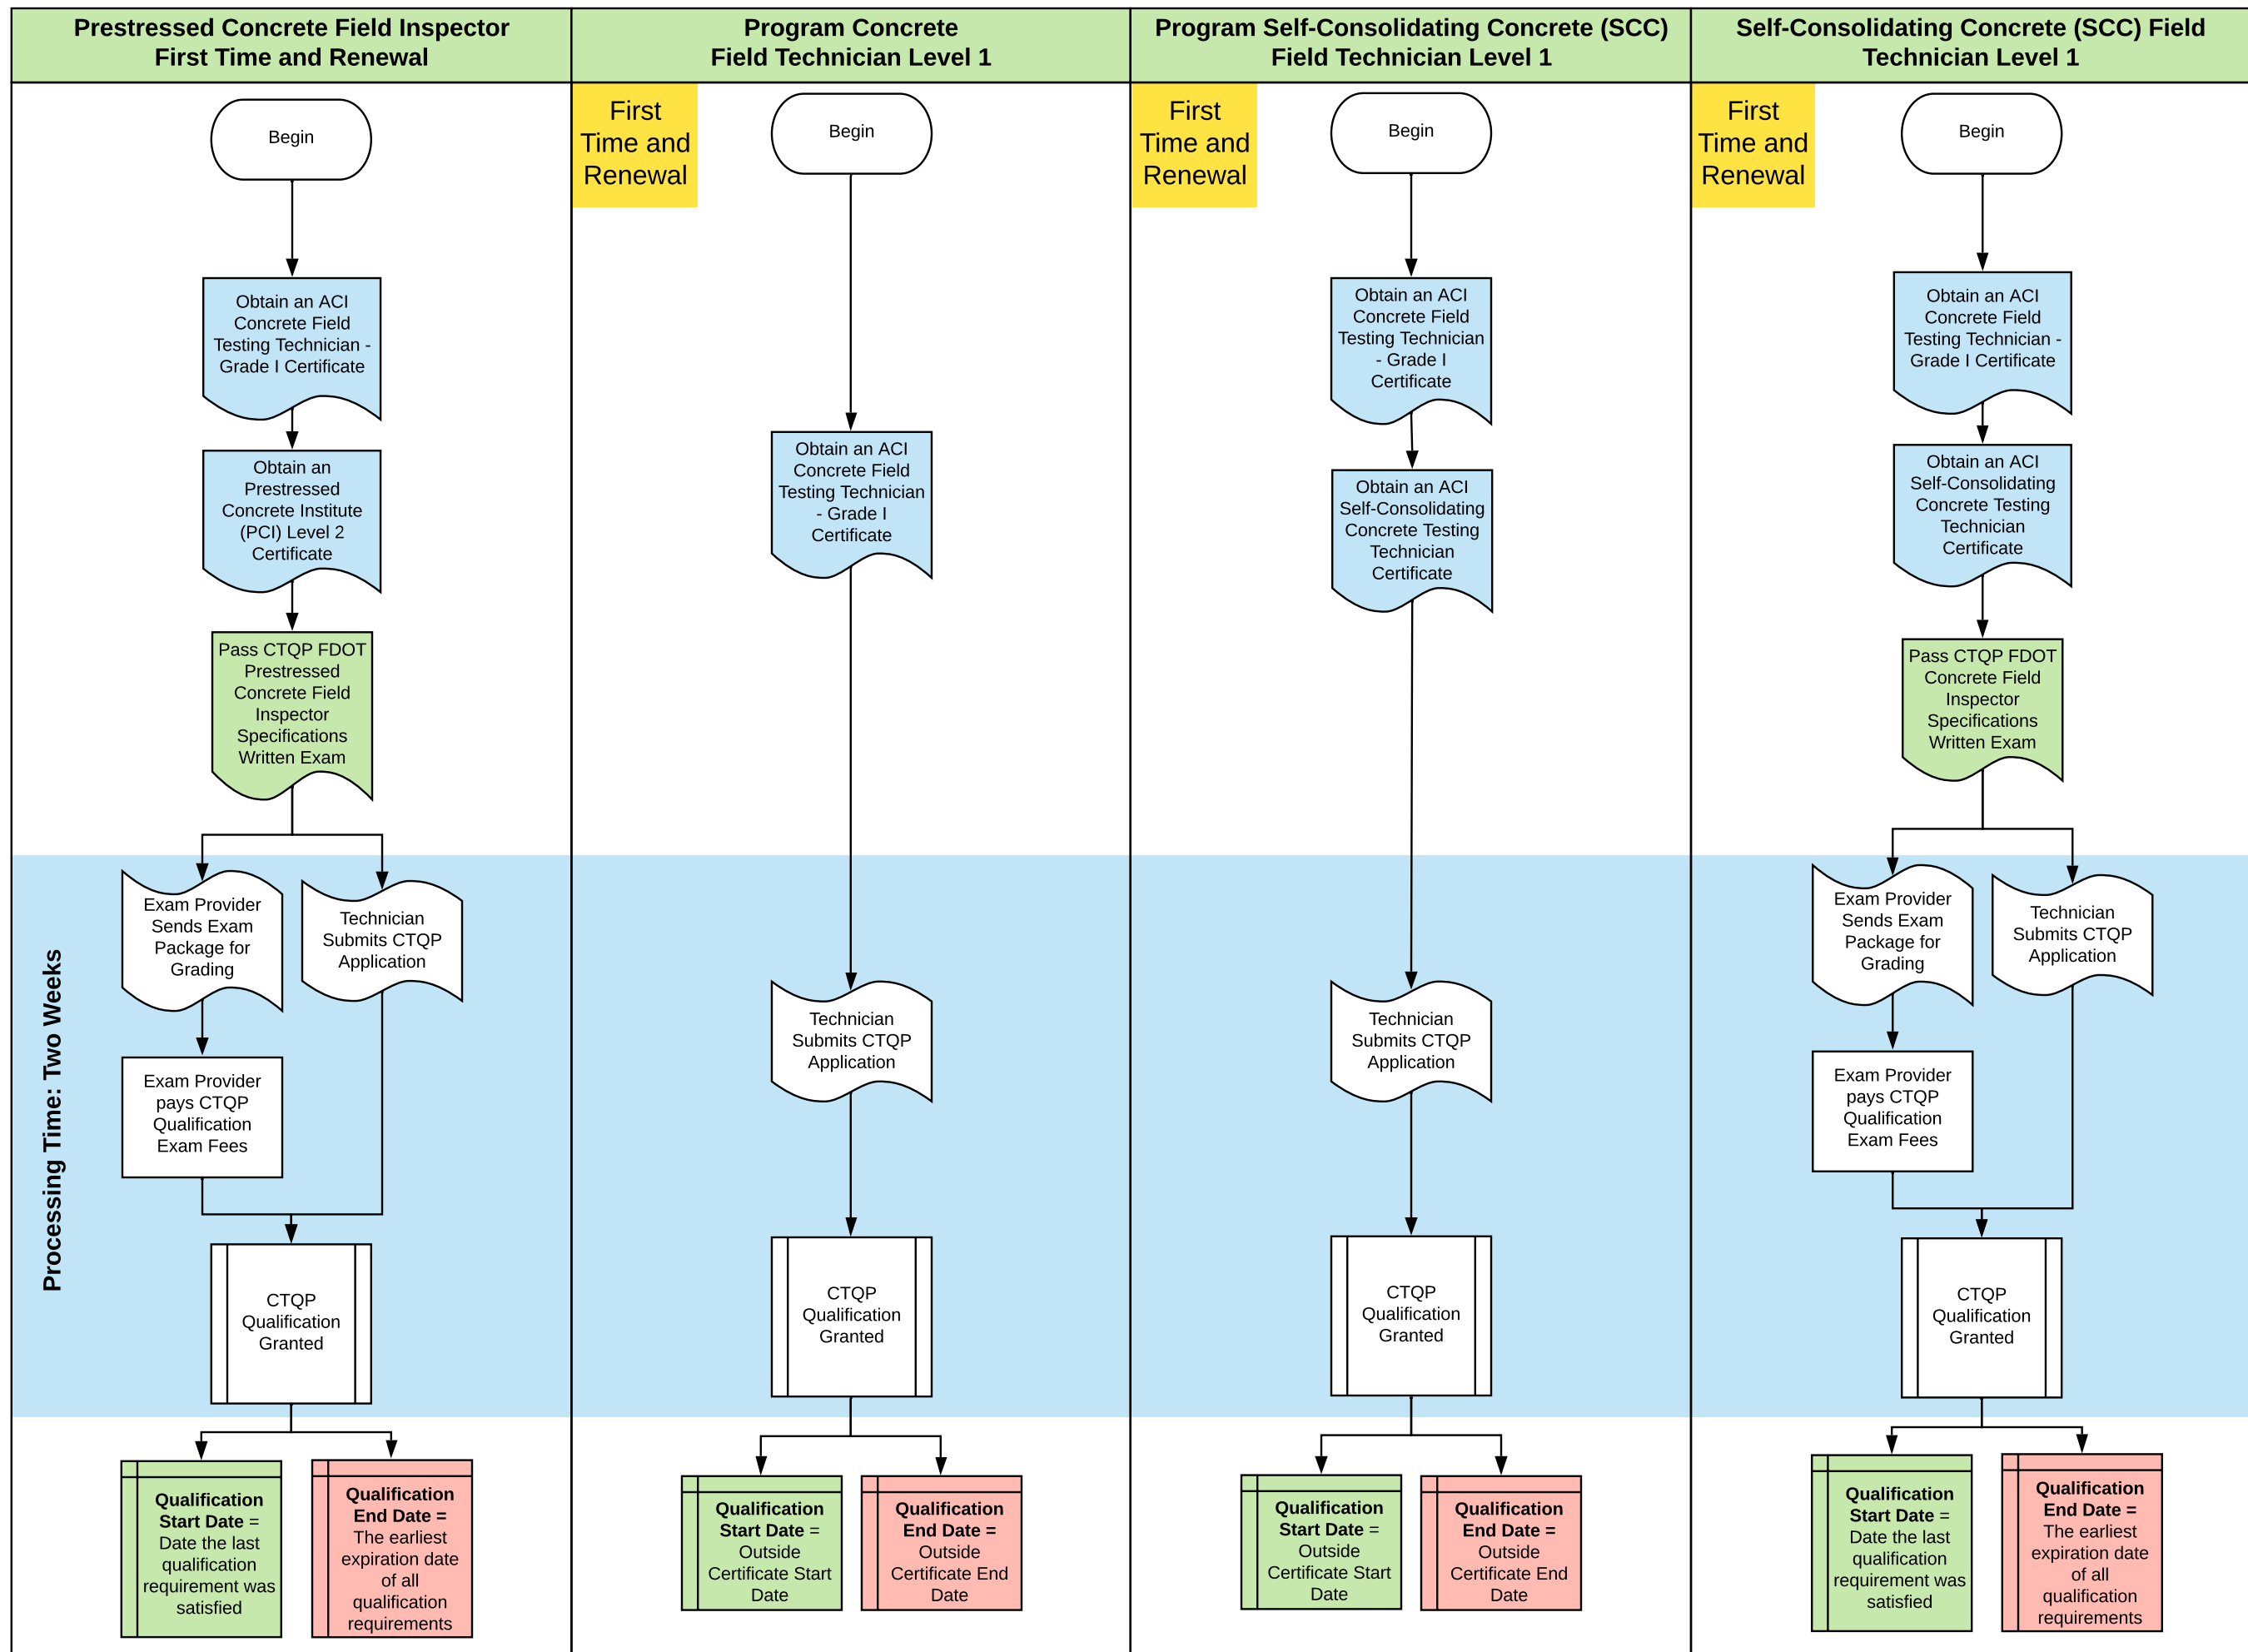 Prestressed Concrete Field Inspector
First Time and Renewal
Begin
Obtain an ACI
Concrete Field
Testing Technician -
Grade I Certificate
Obtain an
Prestressed
Concrete Institute
(PCI) Level 2
Certificate
Pass CTQP FDOT
Prestressed
Concrete Field
Inspector
Specifications
Written Exam
Processing Time: Two Weeks
Exam Provider
Sends Exam
Package for
Grading
Technician
Submits CTQP
Application
Exam Provider
pays CTQP
Qualification
Exam Fees
CTQP
Qualification
Granted
Qualification
Start Date =
Date the last
qualification
requirement was
satisfied
Qualification
End Date =
The earliest
expiration date
of all
qualification
requirements
Program Concrete
Field Technician Level 1
First
Time and
Renewal
Begin
Obtain an ACI
Concrete Field
Testing Technician
- Grade I
Certificate
Technician
Submits CTQP
Application
CTQP
Qualification
Granted
Qualification
Start Date =
Outside
Certificate Start
Date
Qualification
End Date =
Outside
Certificate End
Date
Program Self-Consolidating Concrete (SCC)
Field Technician Level 1
First
Time and
Renewal
Begin
Obtain an ACI
Concrete Field
Testing Technician
- Grade I
Certificate
Obtain an ACI
Self-Consolidating
Concrete Testing
Technician
Certificate
Technician
Submits CTQP
Application
CTQP
Qualification
Granted
Qualification
Start Date =
Outside
Certificate Start
Date
Qualification
End Date =
Outside
Certificate End
Date
Self-Consolidating Concrete (SCC) Field
Technician Level 1
First
Time and
Renewal
Begin
Obtain an ACI
Concrete Field
Testing Technician -
Grade I Certificate
Obtain an ACI
Self-Consolidating
Concrete Testing
Technician
Certificate
Pass CTQP FDOT
Concrete Field
Inspector
Specifications
Written Exam
Exam Provider
Sends Exam
Package for
Grading
Technician
Submits CTQP
Application
Exam Provider
pays CTQP
Qualification
Exam Fees
CTQP
Qualification
Granted
Qualification
Start Date =
Date the last
qualification
requirement was
satisfied
Qualification
End Date =
The earliest
expiration date
of all
qualification
requirements